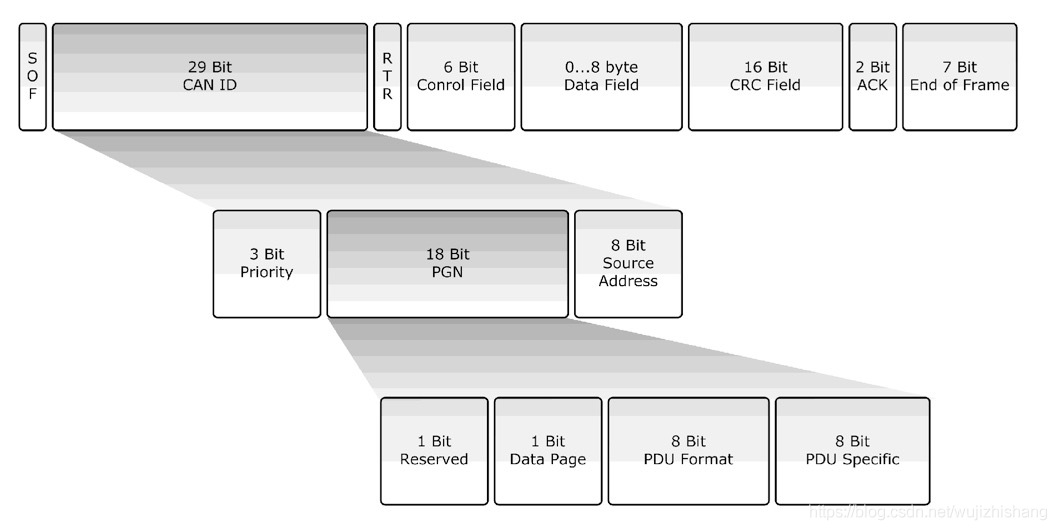 S
O
F
29 Bit
CAN ID
R
T
R
6 Bit
Conrol Field
0...8 byte
Data Field
16 Bit
CRC Field
2 Bit
ACK
7 Bit
End of Frame
3 Bit
Priority
18 Bit
PGN
8 Bit
Source
Address
1 Bit
Reserved
1 Bit
Data Page
8 Bit
PDU Format
8 Bit
PDU Specific
https://blog.csdn.net/wujizhishang